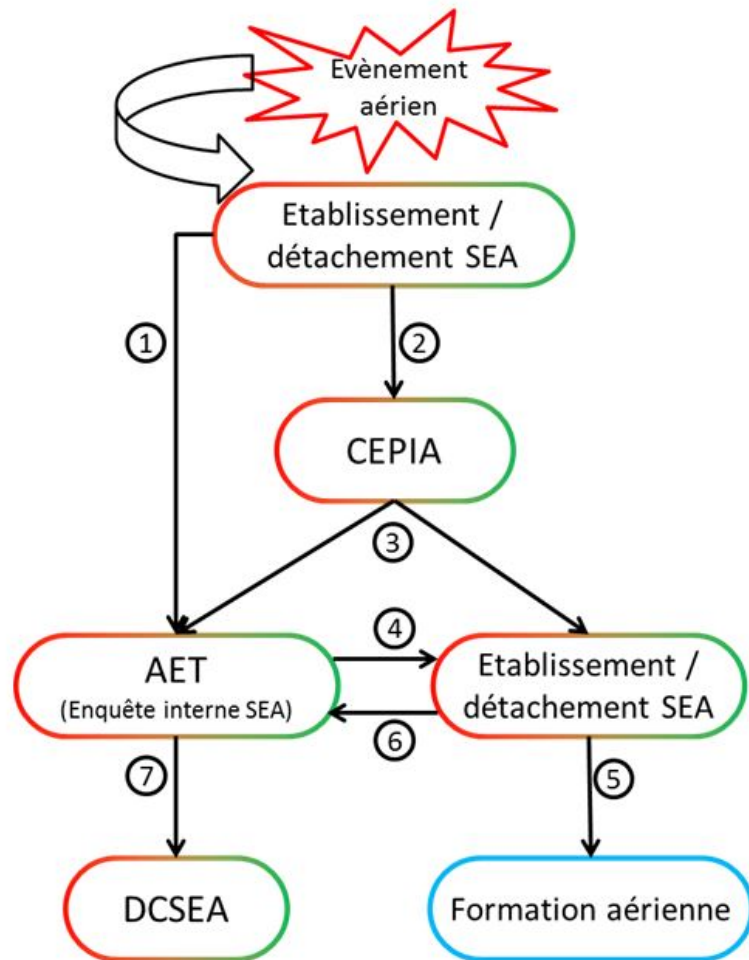 Evènement
aérien
Etablissement /
détachement SEA
1
2
CEPIA
3
AET
(Enquête interne SEA)
4
6
Etablissement /
détachement SEA
7
5
DCSEA
Formation aérienne